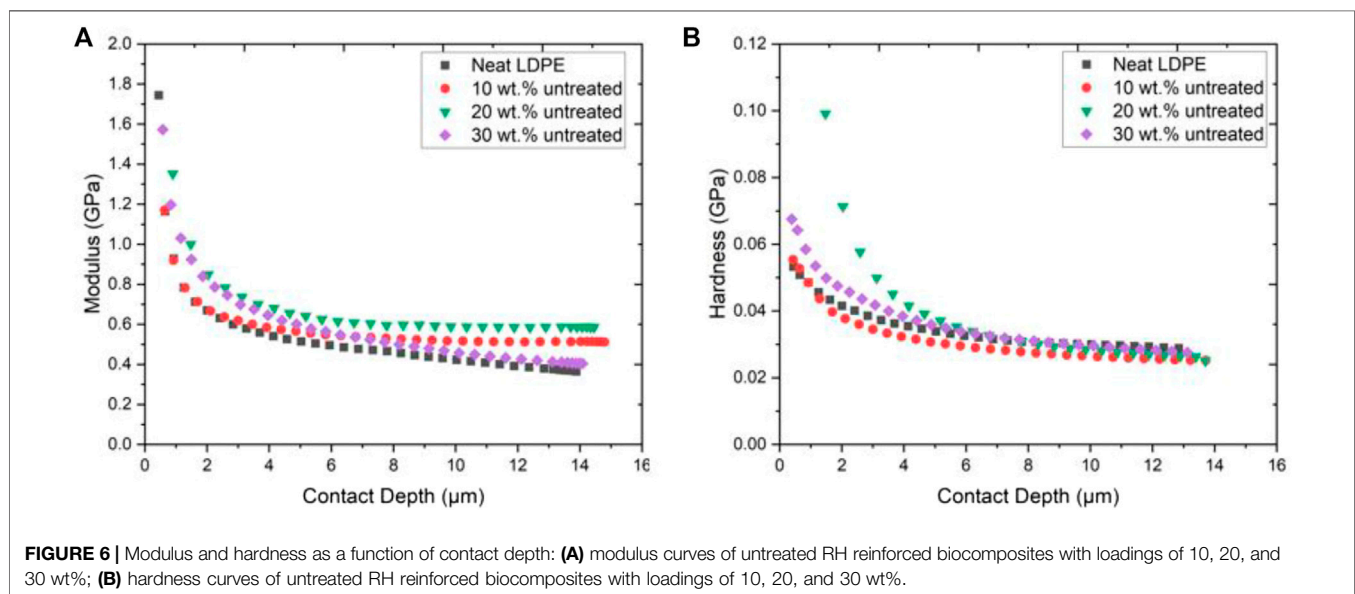 A
2.0
1.8
1.6
1.4
1.2
1.0
0.8
0.6
0.4
0.2
0.0
Modulus (GPa)
0 2 4 6 8 10 12 14 16
Contact Depth (µm)
Neat LDPE
10 wt.% untreated
20 wt.% untreated
30 wt.% untreated
B
0.12
0.10
0.08
0.06
0.04
0.02
0.00
Hardness (GPa)
0 2 4 6 8 10 12 14 16
Contact Depth (µm)
Neat LDPE
10 wt.% untreated
20 wt.% untreated
30 wt.% untreated
FIGURE 6 | Modulus and hardness as a function of contact depth: (A) modulus curves of untreated RH reinforced biocomposites with loadings of 10, 20, and
30 wt%; (B) hardness curves of untreated RH reinforced biocomposites with loadings of 10, 20, and 30 wt%.